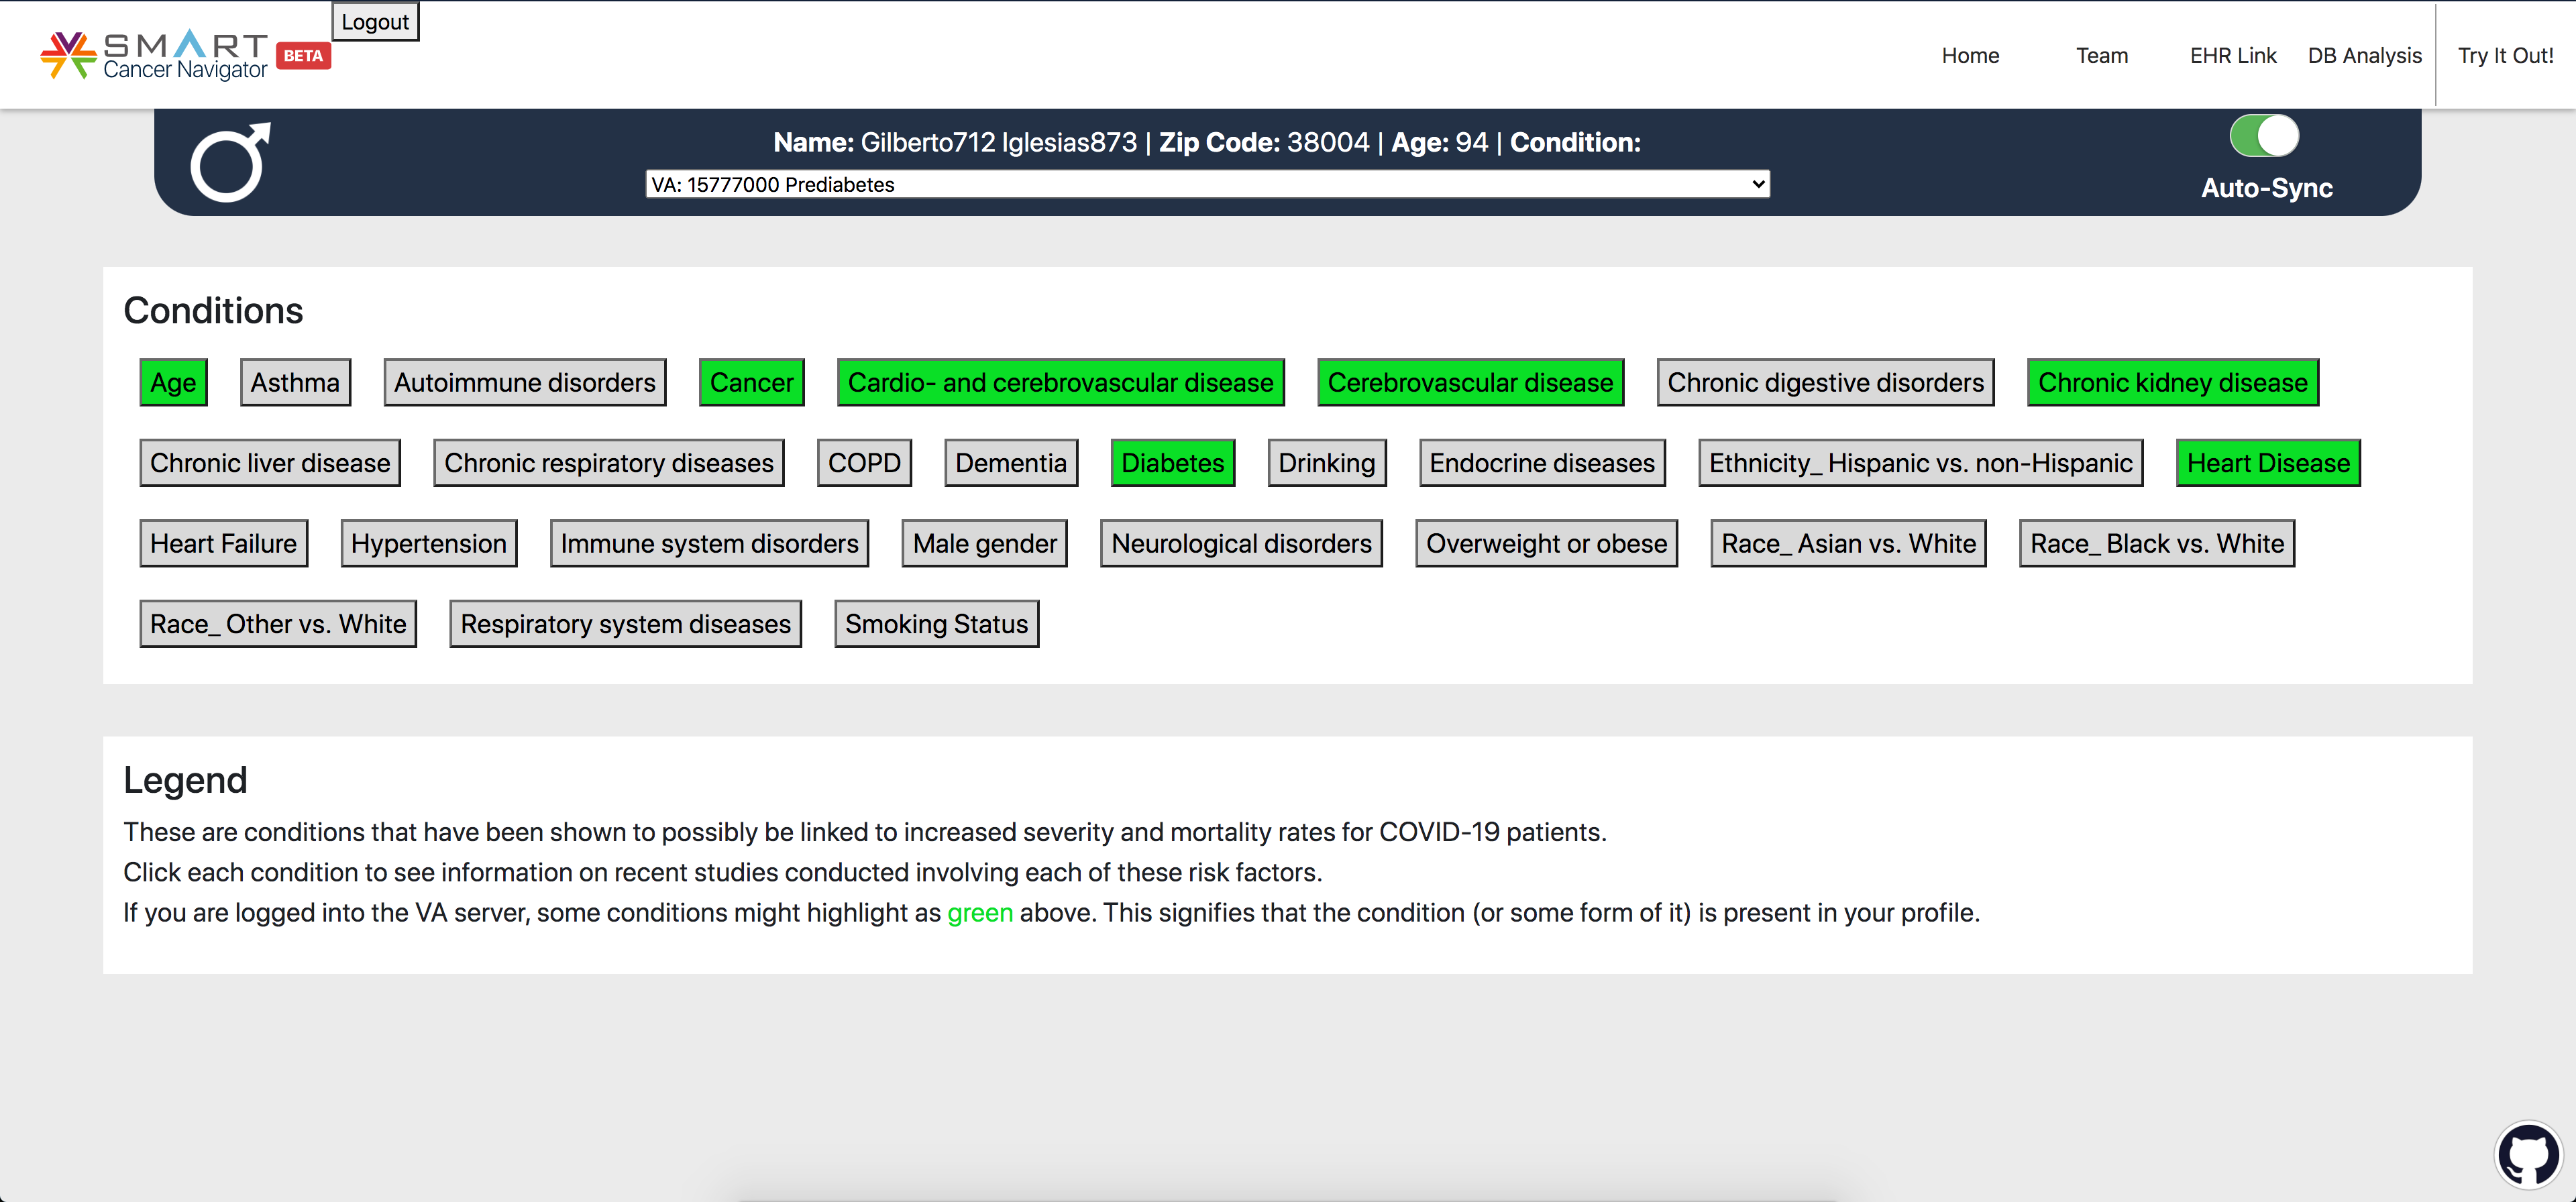 Logout
SMART
Cancer Navigator
BETA
Home Team EHR Link DB Analysis Try It Out!
Name: Gilberto712 Iglesias873 | Zip Code: 38004 | Age: 94 | Condition:
VA: 15777000 Prediabetes
Auto-Sync
Conditions
Age Asthma Autoimmune disorders Cancer Cardio- and cerebrovascular disease Cerebrovascular disease Chronic digestive disorders Chronic kidney disease
Chronic liver disease Chronic respiratory diseases COPD Dementia Diabetes Drinking Endocrine diseases Ethnicity_ Hispanic vs. non-Hispanic Heart Disease
Heart Failure Hypertension Immune system disorders Male gender Neurological disorders Overweight or obese Race_ Asian vs. White Race_ Black vs. White
Race_ Other vs. White Respiratory system diseases Smoking Status
Legend
These are conditions that have been shown to possibly be linked to increased severity and mortality rates for COVID-19 patients.
Click each condition to see information on recent studies conducted involving each of these risk factors.
If you are logged into the VA server, some conditions might highlight as green above. This signifies that the condition (or some form of it) is present in your profile.